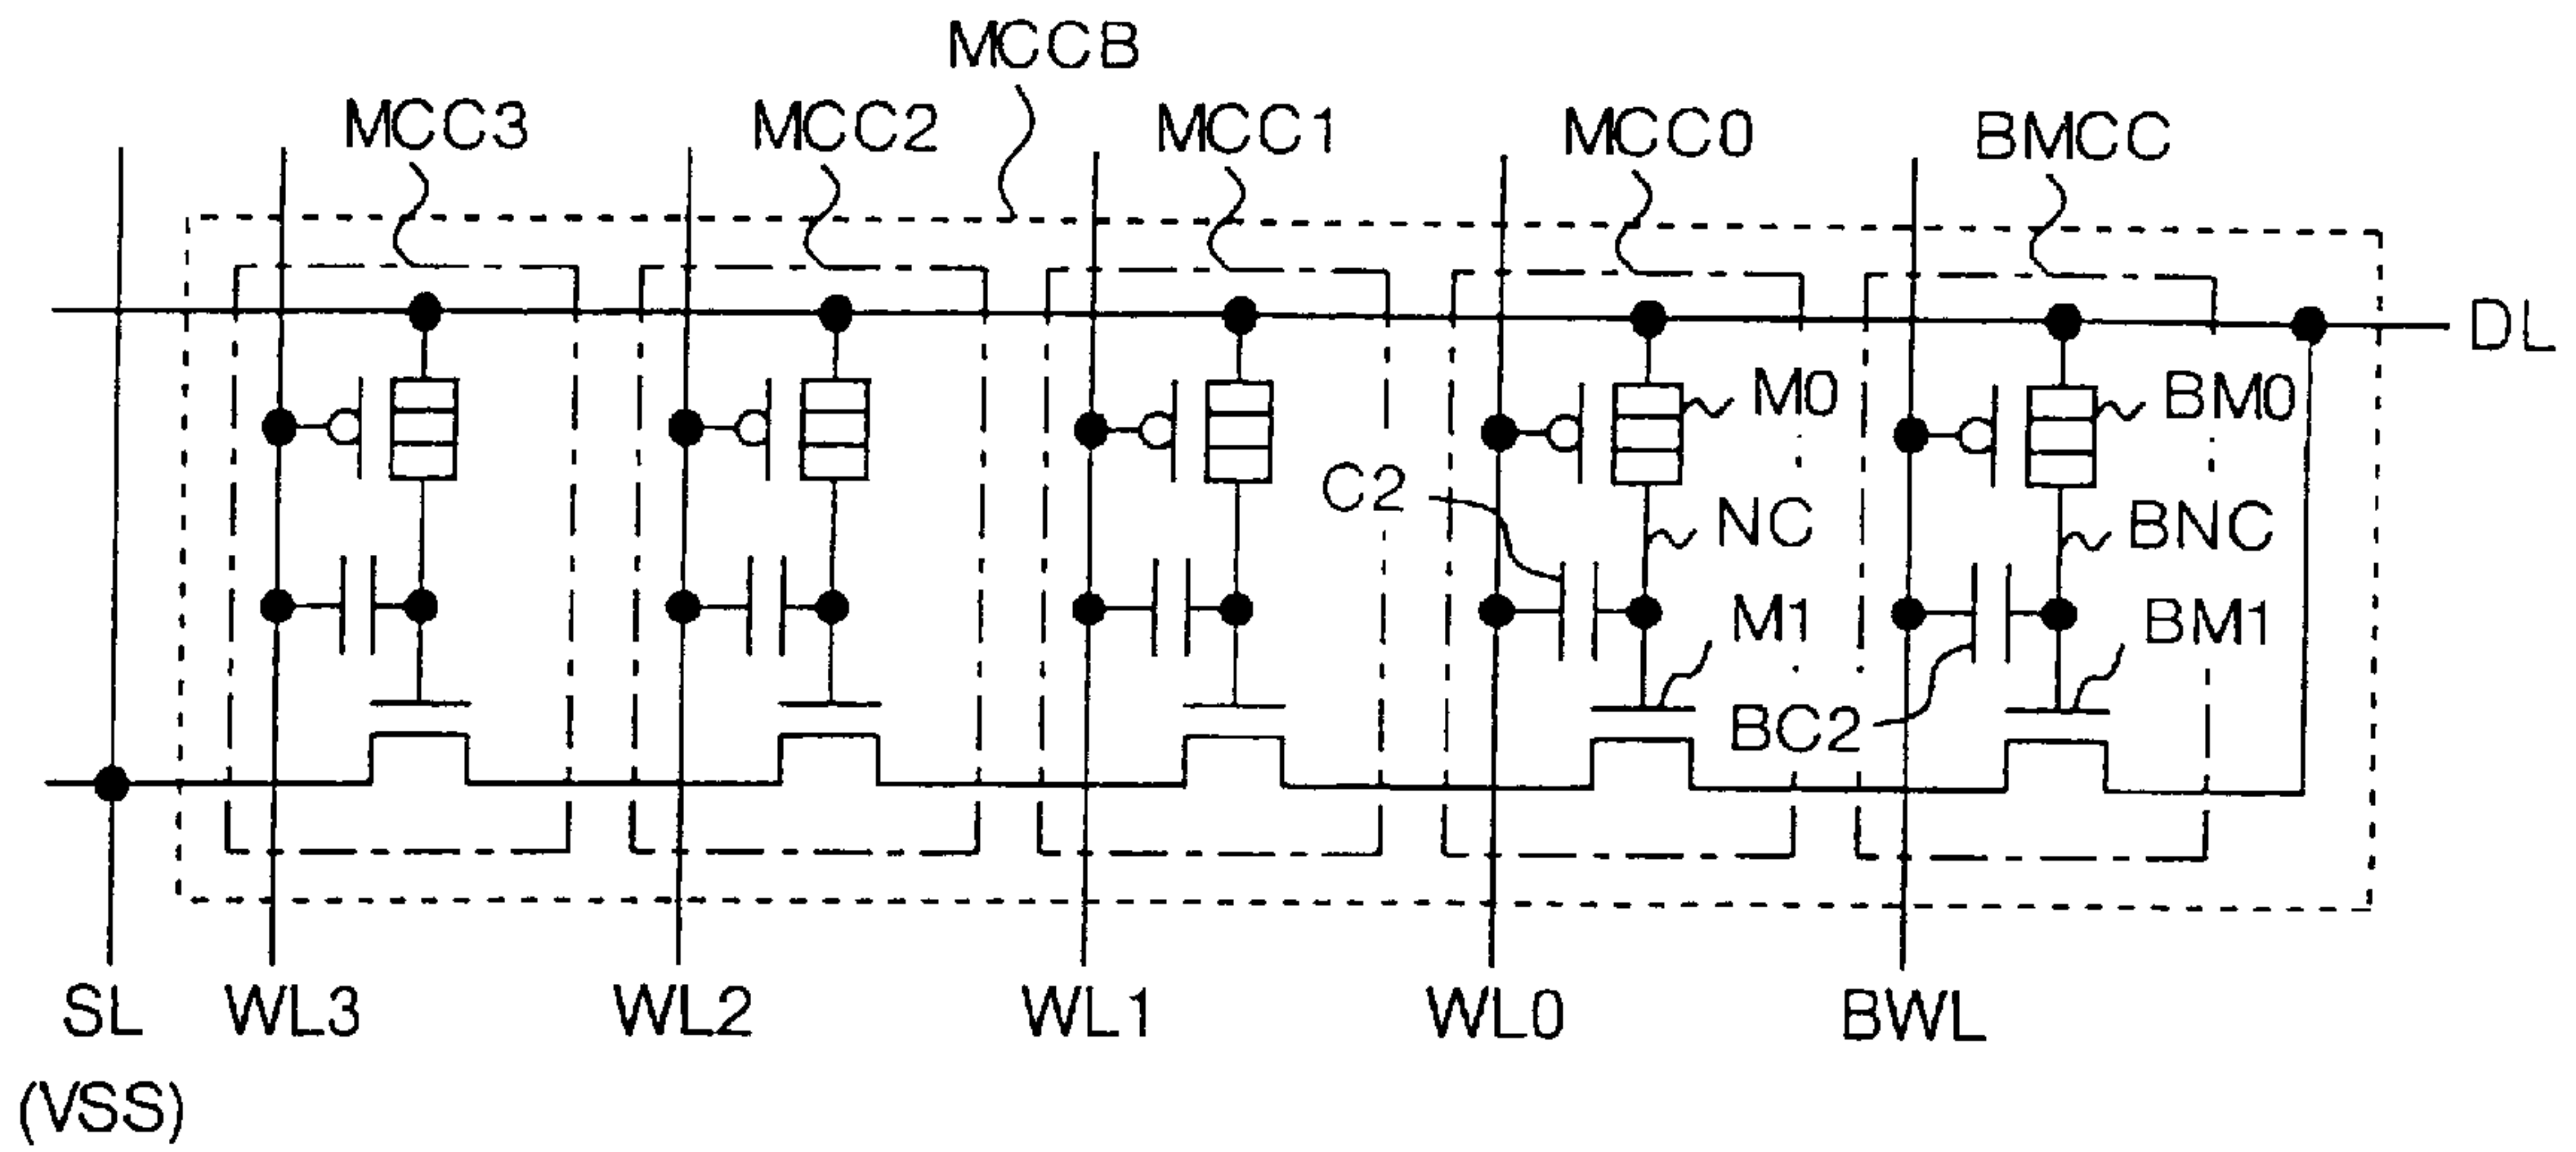 MCCB
MCC3 MCC2 MCC1 MCC0 BMCC
DL
M0 BM0
C2 NC BNC
M1 BM1
BC2
SL WL3 WL2 WL1 WL0 BWL
(VSS)